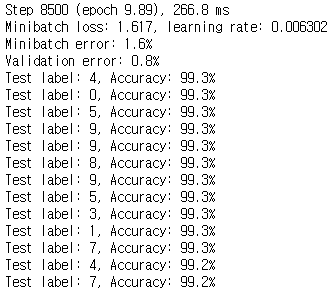 Step 8500 (epoch 9.89), 266.8 ms
Minibatch loss: 1.617, learning rate: 0.006302
Minibatch error: 1.6%
Validation error: 0.8%
Test label: 4, Accuracy: 99.3%
Test label: 0, Accuracy: 99.3%
Test label: 5, Accuracy: 99.3%
Test label: 9, Accuracy: 99.3%
Test label: 9, Accuracy: 99.3%
Test label: 8, Accuracy: 99.3%
Test label: 9, Accuracy: 99.3%
Test label: 5, Accuracy: 99.3%
Test label: 3, Accuracy: 99.3%
Test label: 1, Accuracy: 99.3%
Test label: 7, Accuracy: 99.3%
Test label: 4, Accuracy: 99.2%
Test label: 7, Accuracy: 99.2%